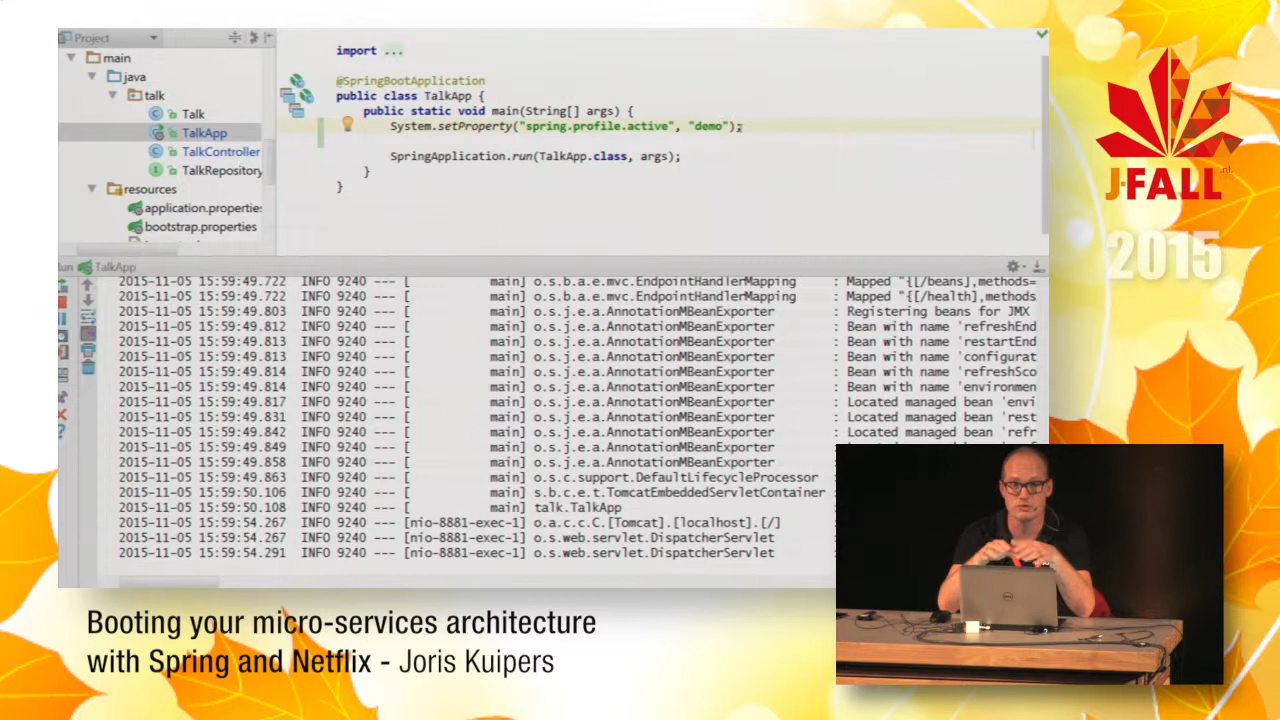 Project
main
java
talk
Talk
TalkApp
TalkController
TalkRepository
resources
application.properties
bootstrap.properties
import ...
@SpringBootApplication
public class TalkApp {
public static void main(String[] args) {
System.setProperty("spring.profile.active", "demo");
SpringApplication.run(TalkApp.class, args);
}
}
TalkApp
2015-11-05 15:59:49.722 INFO 9240 --- [ main] o.s.b.a.e.mvc.EndpointHandlerMapping : Mapped "{[/beans],methods=
2015-11-05 15:59:49.722 INFO 9240 --- [ main] o.s.b.a.e.mvc.EndpointHandlerMapping : Mapped "{[/health],methods
2015-11-05 15:59:49.803 INFO 9240 --- [ main] o.s.j.e.a.AnnotationMBeanExporter : Registering beans for JMX
2015-11-05 15:59:49.812 INFO 9240 --- [ main] o.s.j.e.a.AnnotationMBeanExporter : Bean with name 'refreshEnd
2015-11-05 15:59:49.813 INFO 9240 --- [ main] o.s.j.e.a.AnnotationMBeanExporter : Bean with name 'restartEnd
2015-11-05 15:59:49.813 INFO 9240 --- [ main] o.s.j.e.a.AnnotationMBeanExporter : Bean with name 'configurat
2015-11-05 15:59:49.814 INFO 9240 --- [ main] o.s.j.e.a.AnnotationMBeanExporter : Bean with name 'refreshSco
2015-11-05 15:59:49.814 INFO 9240 --- [ main] o.s.j.e.a.AnnotationMBeanExporter : Bean with name 'environmen
2015-11-05 15:59:49.817 INFO 9240 --- [ main] o.s.j.e.a.AnnotationMBeanExporter : Located managed bean 'envi
2015-11-05 15:59:49.831 INFO 9240 --- [ main] o.s.j.e.a.AnnotationMBeanExporter : Located managed bean 'rest
2015-11-05 15:59:49.842 INFO 9240 --- [ main] o.s.j.e.a.AnnotationMBeanExporter : Located managed bean 'refr
2015-11-05 15:59:49.849 INFO 9240 --- [ main] o.s.j.e.a.AnnotationMBeanExporter
2015-11-05 15:59:49.858 INFO 9240 --- [ main] o.s.j.e.a.AnnotationMBeanExporter
2015-11-05 15:59:49.863 INFO 9240 --- [ main] o.s.c.support.DefaultLifecycleProcessor
2015-11-05 15:59:50.106 INFO 9240 --- [ main] s.b.c.e.t.TomcatEmbeddedServletContainer
2015-11-05 15:59:50.108 INFO 9240 --- [ main] talk.TalkApp
2015-11-05 15:59:54.267 INFO 9240 --- [nio-8881-exec-1] o.a.c.c.C.[Tomcat].[localhost].[/]
2015-11-05 15:59:54.267 INFO 9240 --- [nio-8881-exec-1] o.s.web.servlet.DispatcherServlet
2015-11-05 15:59:54.291 INFO 9240 --- [nio-8881-exec-1] o.s.web.servlet.DispatcherServlet
J-FALL.nl
2015
Booting your micro-services architecture
with Spring and Netflix - Joris Kuipers